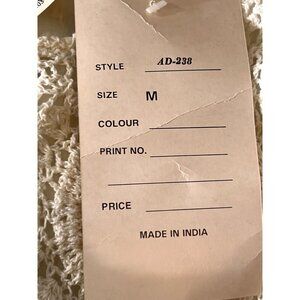 STYLE AD-238
SIZE M
COLOUR
PRINT NO.
PRICE
MADE IN INDIA